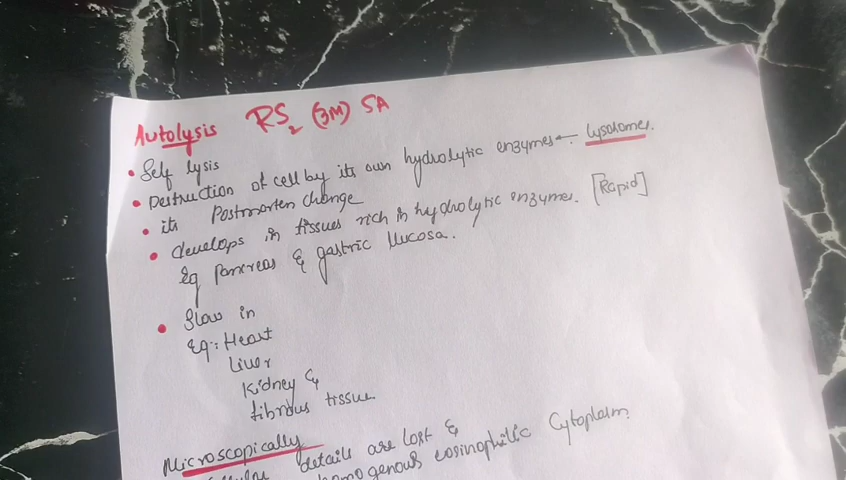 Autolysis RS2 (3M) SA
• Self lysis
• Destruction of cell by its own hydrolytic enzymes ← Lysosomes.
• its Postmorten change
• develops in tissues rich in hydrolytic enzymes. [Rapid]
Eg Pancreas & gastric Mucosa.
• Slow in
Eg:- Heart
Liver
Kidney &
fibrous tissue
Microscopically
details are lost &
homogenous eosinophilic Cytoplasm.